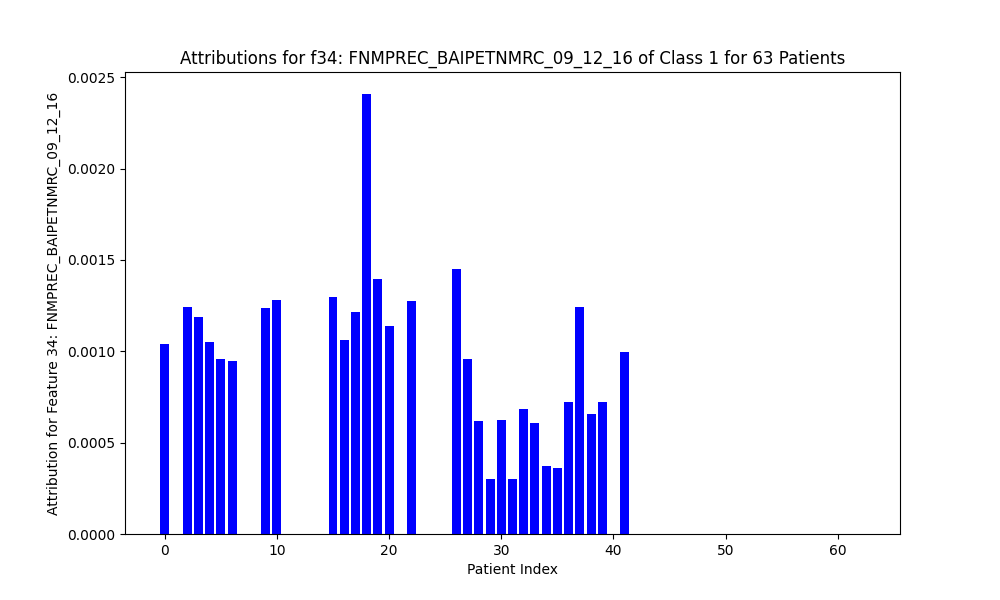 Attributions for f34: FNMPREC_BAIPETNMRC_09_12_16 of Class 1 for 63 Patients
Attribution for Feature 34: FNMPREC_BAIPETNMRC_09_12_16
0.0025
0.0020
0.0015
0.0010
0.0005
0.0000
0 10 20 30 40 50 60
Patient Index